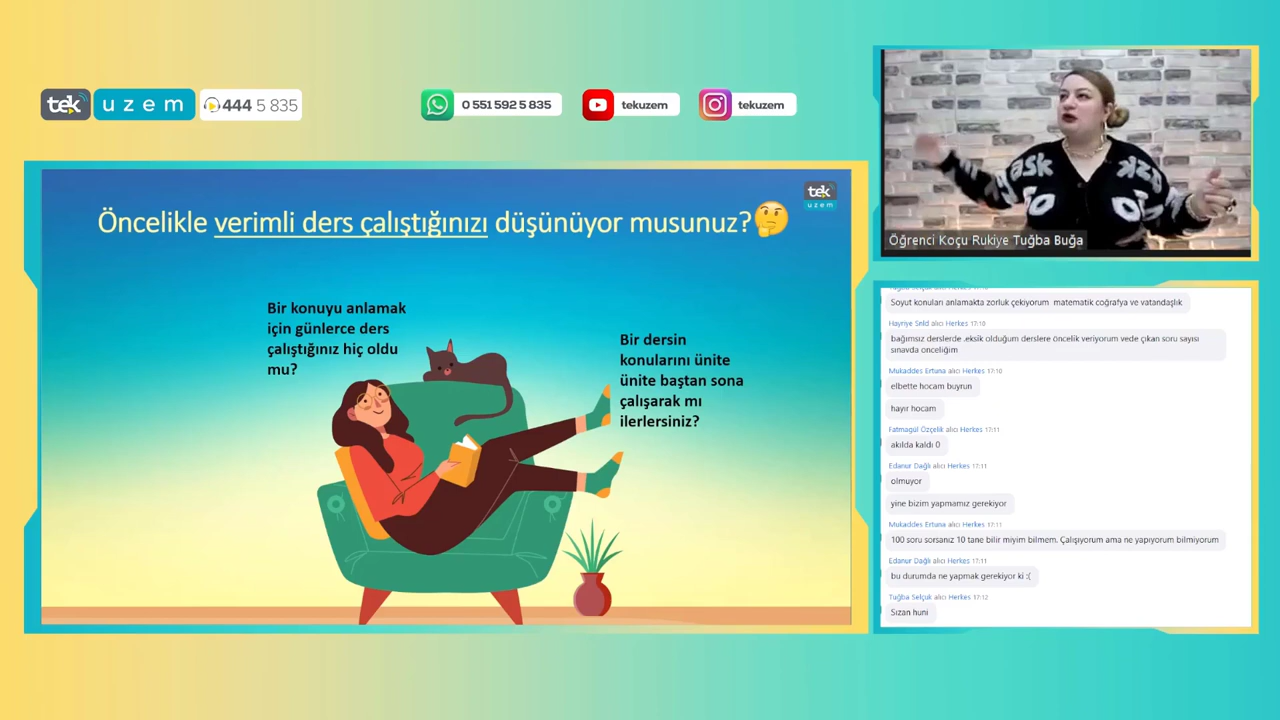 tek uzem 444 5 835
0 551 592 5 835
tekuzem
tekuzem
tek
uzem
Öncelikle verimli ders çalıştığınızı düşünüyor musunuz?🤔
Bir konuyu anlamak
için günlerce ders
çalıştığınız hiç oldu
mu?
Bir dersin
konularını ünite
ünite baştan sona
çalışarak mı
ilerlersiniz?
Öğrenci Koçu Rukiye Tuğba Buğa
Soyut konuları anlamakta zorluk çekiyorum matematik coğrafya ve vatandaşlık
Hayriye Snld alıcı Herkes 17:10
bağımsız derslerde .eksik olduğum derslere öncelik veriyorum vede çıkan soru sayısı
sınavda önceliğim
Mukaddes Ertuna alıcı Herkes 17:10
elbette hocam buyrun
hayır hocam
Fatmagül Özçelik alıcı Herkes 17:11
akılda kaldı 0
Edanur Dağlı alıcı Herkes 17:11
olmuyor
yine bizim yapmamız gerekiyor
Mukaddes Ertuna alıcı Herkes 17:11
100 soru sorsanız 10 tane bilir miyim bilmem. Çalışıyorum ama ne yapıyorum bilmiyorum
Edanur Dağlı alıcı Herkes 17:11
bu durumda ne yapmak gerekiyor ki :(
Tuğba Selçuk alıcı Herkes 17:12
Sızan huni